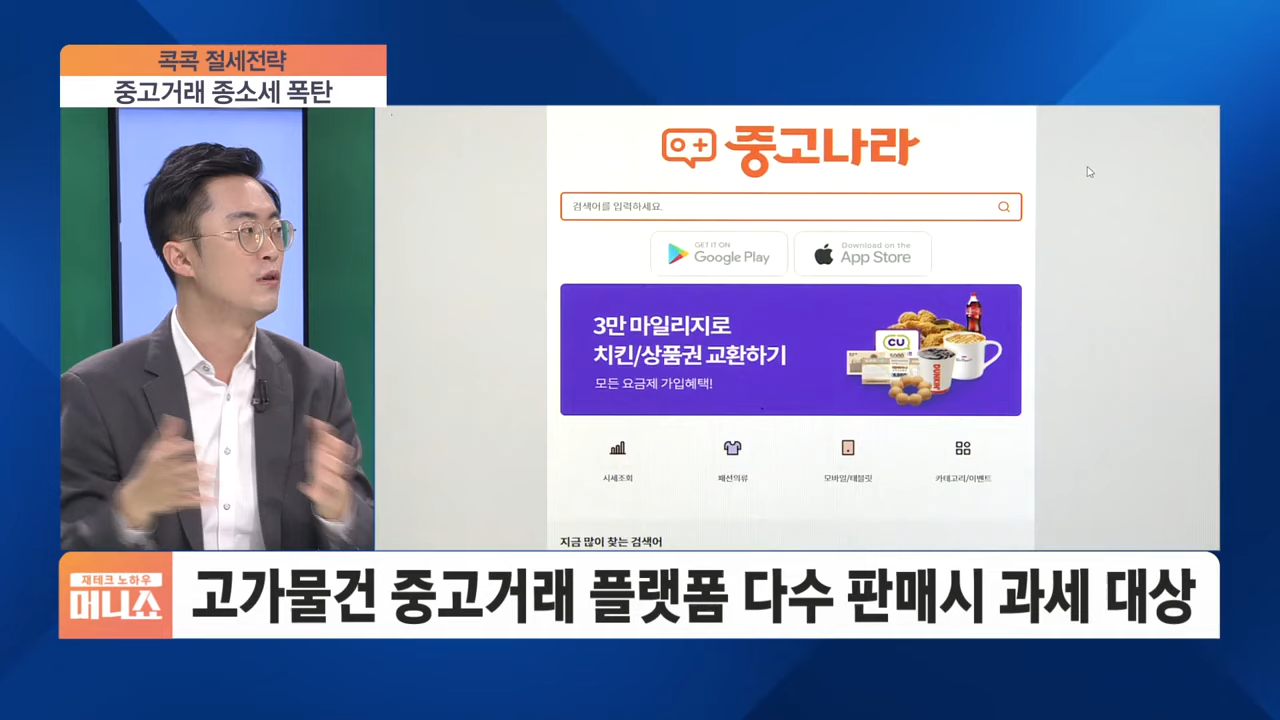 콕콕 절세전략
중고거래 종소세 폭탄
중고나라
검색어를 입력하세요.
GET IT ON
Google Play
Download on the
App Store
3만 마일리지로
치킨/상품권 교환하기
모든 요금제 가입혜택!
CU
DUNKIN'
시세조회
패션의류
모바일/태블릿
카테고리/이벤트
지금 많이 찾는 검색어
재테크 노하우
머니쇼
고가물건 중고거래 플랫폼 다수 판매시 과세 대상